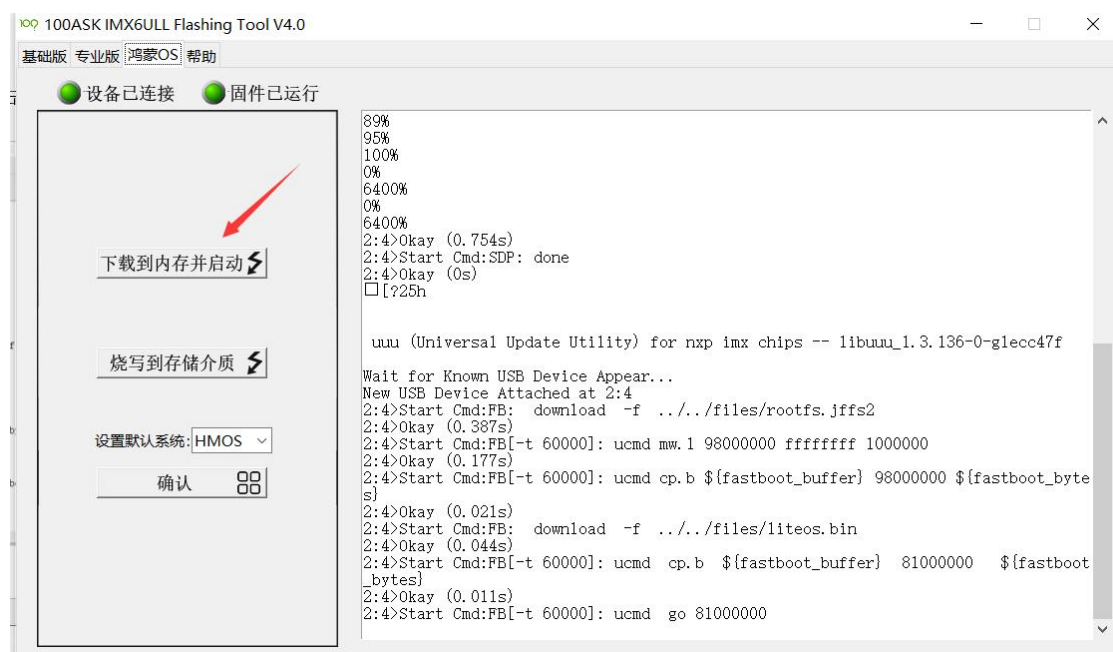 100ASK IMX6ULL Flashing Tool V4.0
基础版 专业版 鸿蒙OS 帮助
设备已连接 固件已运行
下载到内存并启动
烧写到存储介质
设置默认系统: HMOS
确认
89%
95%
100%
0%
6400%
0%
6400%
2:4>Okay (0.754s)
2:4>Start Cmd:SDP: done
2:4>Okay (0s)
□[?25h
uuu (Universal Update Utility) for nxp imx chips -- libuuu_1.3.136-0-g1ecc47f
Wait for Known USB Device Appear...
New USB Device Attached at 2:4
2:4>Start Cmd:FB: download -f ../../files/rootfs.jffs2
2:4>Okay (0.387s)
2:4>Start Cmd:FB[-t 60000]: ucmd mw.l 98000000 ffffffff 1000000
2:4>Okay (0.177s)
2:4>Start Cmd:FB[-t 60000]: ucmd cp.b ${fastboot_buffer} 98000000 ${fastboot_byte
s}
2:4>Okay (0.021s)
2:4>Start Cmd:FB: download -f ../../files/liteos.bin
2:4>Okay (0.044s)
2:4>Start Cmd:FB[-t 60000]: ucmd cp.b ${fastboot_buffer} 81000000 ${fastboot
_bytes}
2:4>Okay (0.011s)
2:4>Start Cmd:FB[-t 60000]: ucmd go 81000000